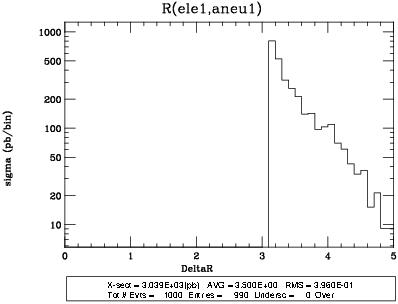 R(ele1,aneu1)
1000
500
200
100
50
20
10
sigma (pb/bin)
0 1 2 3 4 5
DeltaR
X-sect = 3.039E+03(pb) AVG = 3.500E+00 RMS = 3.960E-01
Tot # Evts = 1000 Entries = 990 Undersc = 0 Over